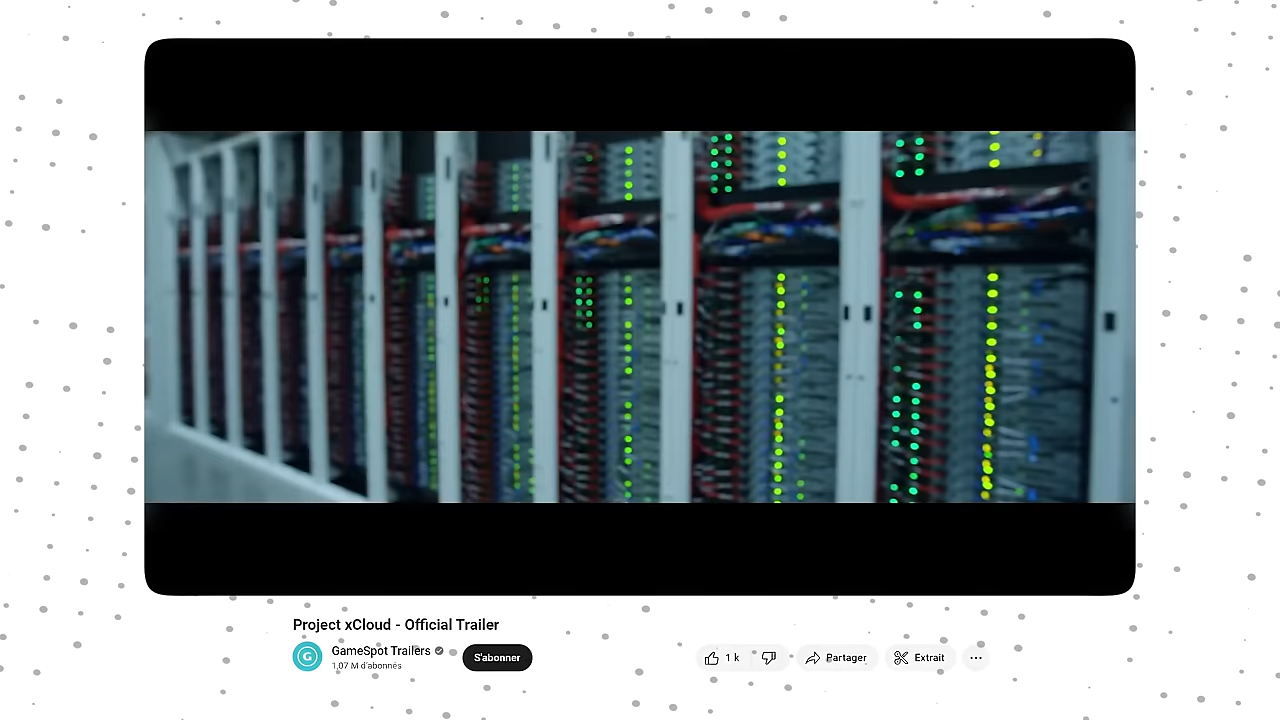 Project xCloud - Official Trailer
G
GameSpot Trailers
1,07 M d'abonnés
S'abonner
1 k
Partager
Extrait